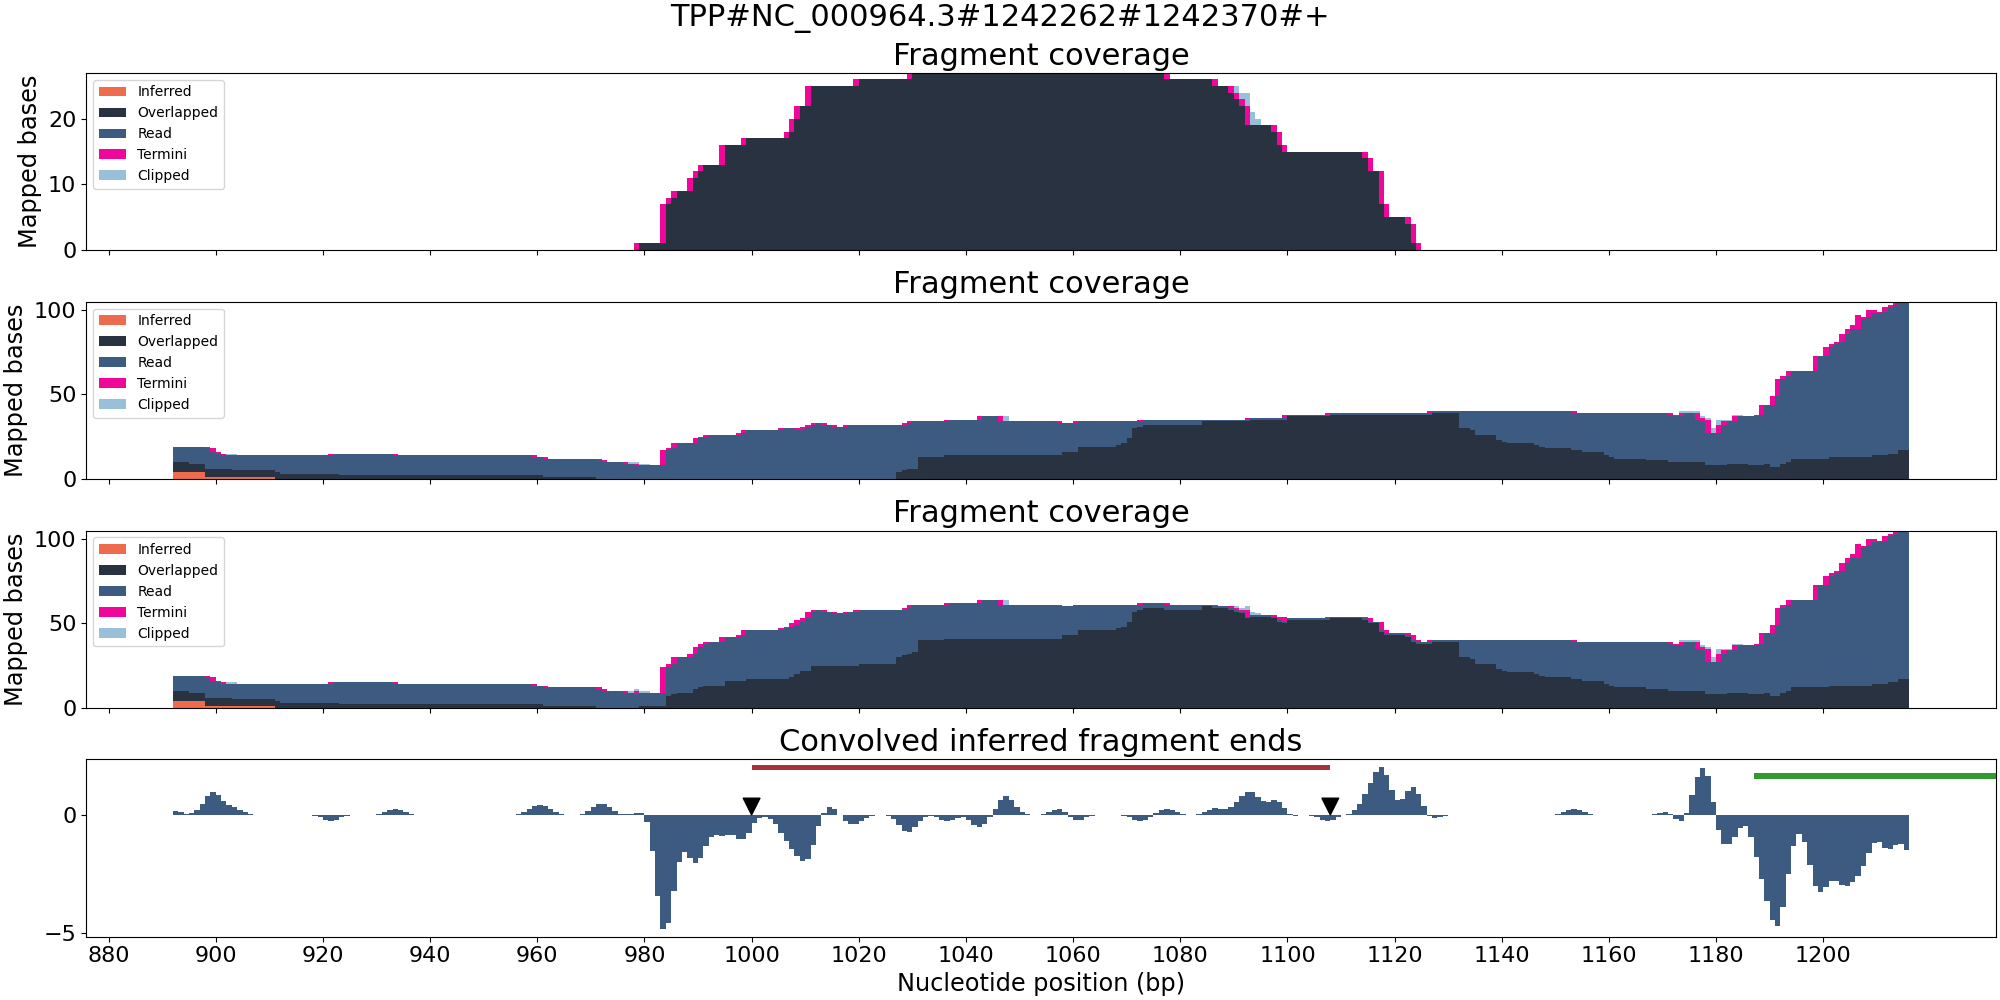 TPP#NC_000964.3#1242262#1242370#+
Fragment coverage
Mapped bases
20
10
0
Inferred
Overlapped
Read
Termini
Clipped
Fragment coverage
Mapped bases
100
50
0
Inferred
Overlapped
Read
Termini
Clipped
Fragment coverage
Mapped bases
100
50
0
Inferred
Overlapped
Read
Termini
Clipped
Convolved inferred fragment ends
0
−5
880 900 920 940 960 980 1000 1020 1040 1060 1080 1100 1120 1140 1160 1180 1200
Nucleotide position (bp)